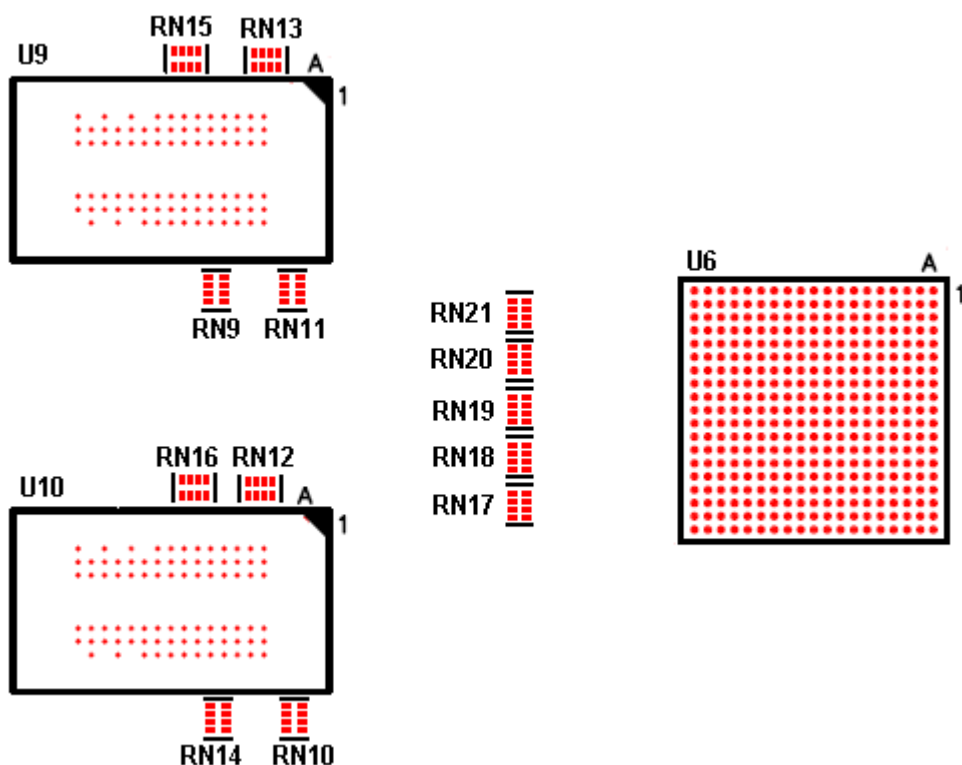 RN15 RN13
U9
A
1
RN9 RN11
U6
A
1
RN21
RN20
RN19
RN18
RN17
RN16 RN12
U10
A
1
RN14 RN10